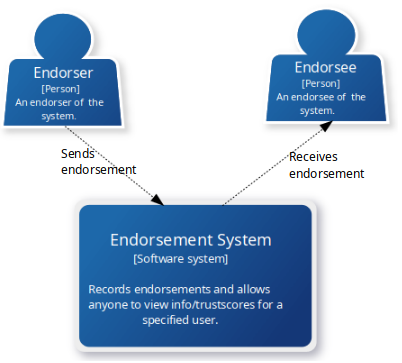 Endorser
[Person]
An endorser of the
system.
Endorsee
[Person]
An endorsee of the
system.
Sends
endorsement
Receives
endorsement
Endorsement System
[Software system]
Records endorsements and allows
anyone to view info/trustscores for a
specified user.